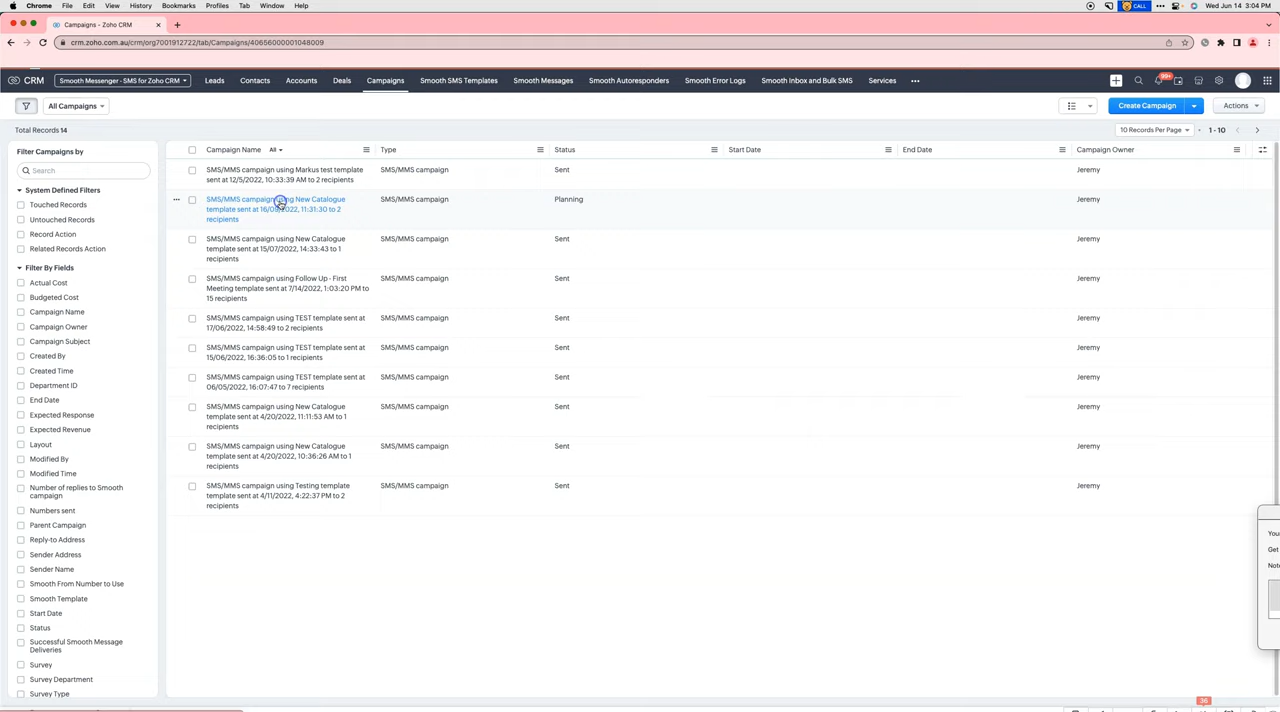 Chrome File Edit View History Bookmarks Profiles Tab Window Help CALL Wed Jun 14 3:04 PM
Campaigns - Zoho CRM
crm.zoho.com.au/crm/org7001912722/tab/Campaigns/40656000001048009
CRM Smooth Messenger - SMS for Zoho CRM Leads Contacts Accounts Deals Campaigns Smooth SMS Templates Smooth Messages Smooth Autoresponders Smooth Error Logs Smooth Inbox and Bulk SMS Services 99+
All Campaigns Create Campaign Actions
Total Records 14 10 Records Per Page 1 - 10
Filter Campaigns by
Search
System Defined Filters
Touched Records
Untouched Records
Record Action
Related Records Action
Filter By Fields
Actual Cost
Budgeted Cost
Campaign Name
Campaign Owner
Campaign Subject
Created By
Created Time
Department ID
End Date
Expected Response
Expected Revenue
Layout
Modified By
Modified Time
Number of replies to Smooth
campaign
Numbers sent
Parent Campaign
Reply-to Address
Sender Address
Sender Name
Smooth From Number to Use
Smooth Template
Start Date
Status
Successful Smooth Message
Deliveries
Survey
Survey Department
Survey Type
Campaign Name All Type Status Start Date End Date Campaign Owner
SMS/MMS campaign using Markus test template SMS/MMS campaign Sent Jeremy
sent at 12/5/2022, 10:33:39 AM to 2 recipients
SMS/MMS campaign using New Catalogue SMS/MMS campaign Planning Jeremy
template sent at 2022, 11:31:30 to 2
recipients
SMS/MMS campaign using New Catalogue SMS/MMS campaign Sent Jeremy
template sent at 15/07/2022, 14:33:43 to 1
recipients
SMS/MMS campaign using Follow Up - First SMS/MMS campaign Sent Jeremy
Meeting template sent at 7/14/2022, 1:03:20 PM to
15 recipients
SMS/MMS campaign using TEST template sent at SMS/MMS campaign Sent Jeremy
17/06/2022, 14:58:49 to 2 recipients
SMS/MMS campaign using TEST template sent at SMS/MMS campaign Sent Jeremy
15/06/2022, 16:36:05 to 1 recipients
SMS/MMS campaign using TEST template sent at SMS/MMS campaign Sent Jeremy
06/05/2022, 16:07:47 to 7 recipients
SMS/MMS campaign using New Catalogue SMS/MMS campaign Sent Jeremy
template sent at 4/20/2022, 11:11:53 AM to 1
recipients
SMS/MMS campaign using New Catalogue SMS/MMS campaign Sent Jeremy
template sent at 4/20/2022, 10:36:26 AM to 1
recipients
SMS/MMS campaign using Testing template SMS/MMS campaign Sent Jeremy
template sent at 4/11/2022, 4:22:37 PM to 2
recipients
You
Get
Note
36